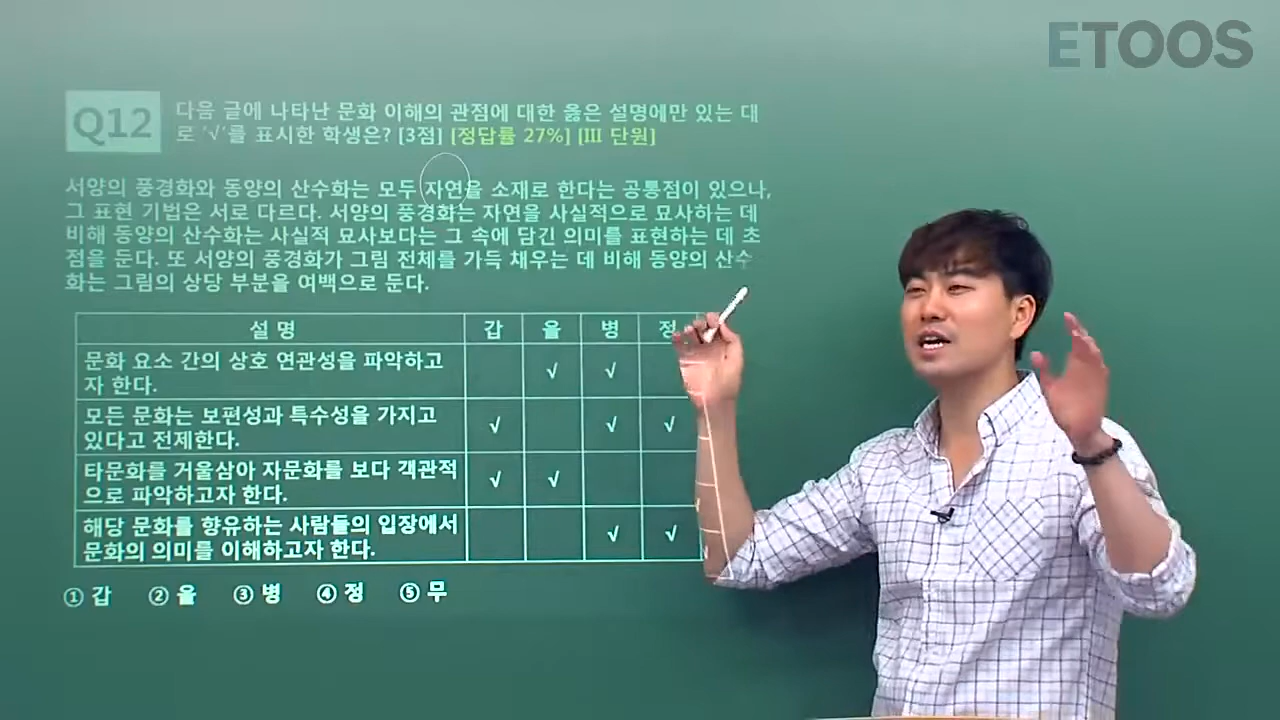 ETOOS
Q12 다음 글에 나타난 문화 이해의 관점에 대한 옳은 설명에만 있는 대
로 '√'를 표시한 학생은? [3점] [정답률 27%] [III 단원]
서양의 풍경화와 동양의 산수화는 모두 자연을 소재로 한다는 공통점이 있으나,
그 표현 기법은 서로 다르다. 서양의 풍경화는 자연을 사실적으로 묘사하는 데
비해 동양의 산수화는 사실적 묘사보다는 그 속에 담긴 의미를 표현하는 데 초
점을 둔다. 또 서양의 풍경화가 그림 전체를 가득 채우는 데 비해 동양의 산수
화는 그림의 상당 부분을 여백으로 둔다.
설 명 갑 을 병 정
문화 요소 간의 상호 연관성을 파악하고
자 한다. √ √
모든 문화는 보편성과 특수성을 가지고
있다고 전제한다. √ √ √
타문화를 거울삼아 자문화를 보다 객관적
으로 파악하고자 한다. √ √
해당 문화를 향유하는 사람들의 입장에서
문화의 의미를 이해하고자 한다. √ √
① 갑 ② 을 ③ 병 ④ 정 ⑤ 무